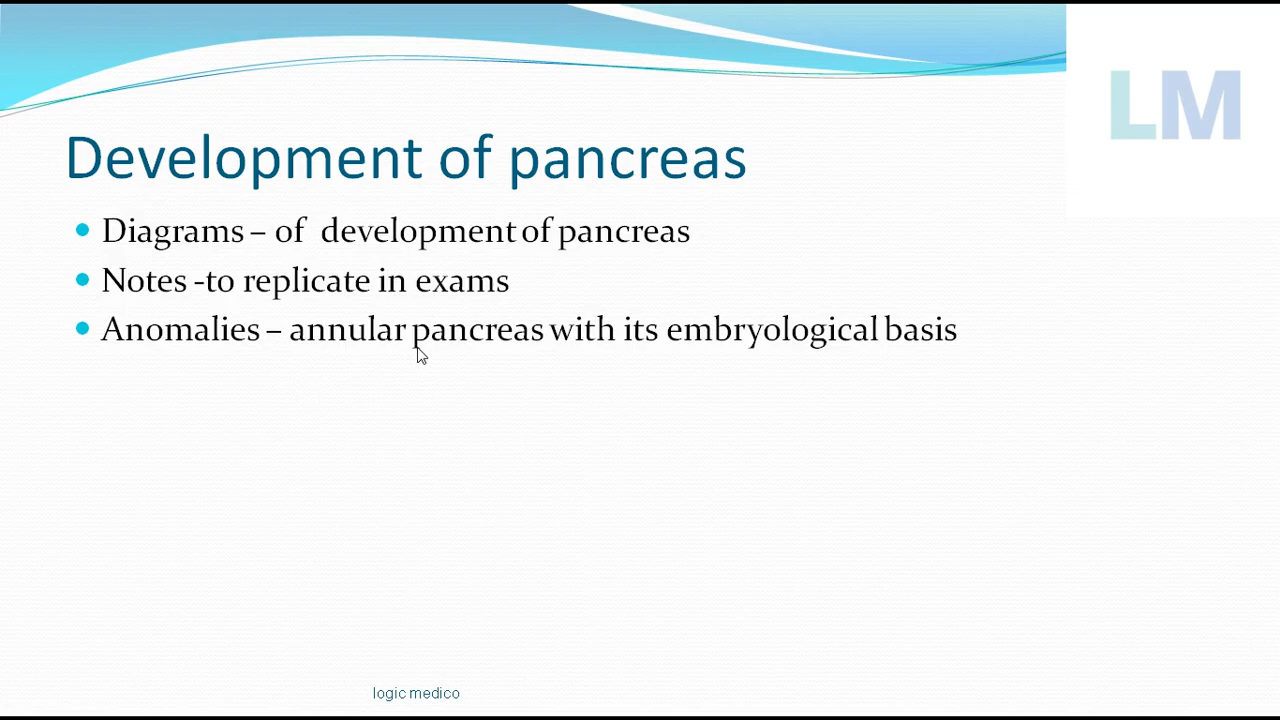 LM
Development of pancreas
Diagrams – of development of pancreas
Notes -to replicate in exams
Anomalies – annular pancreas with its embryological basis
logic medico